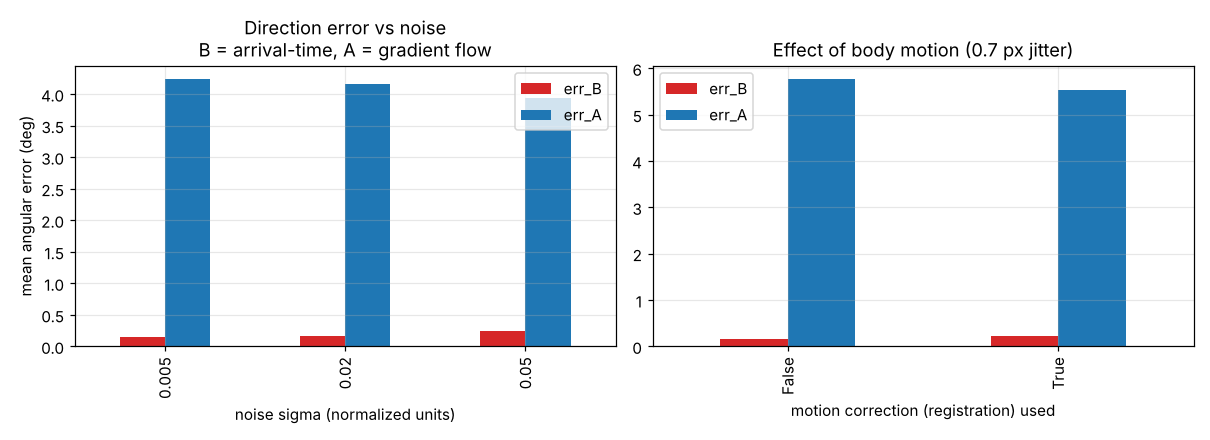 Direction error vs noise
B = arrival-time, A = gradient flow
mean angular error (deg)
4.0
3.5
3.0
2.5
2.0
1.5
1.0
0.5
0.0
err_B
err_A
0.005
0.02
0.05
noise sigma (normalized units)
Effect of body motion (0.7 px jitter)
6
5
4
3
2
1
0
err_B
err_A
False
True
motion correction (registration) used